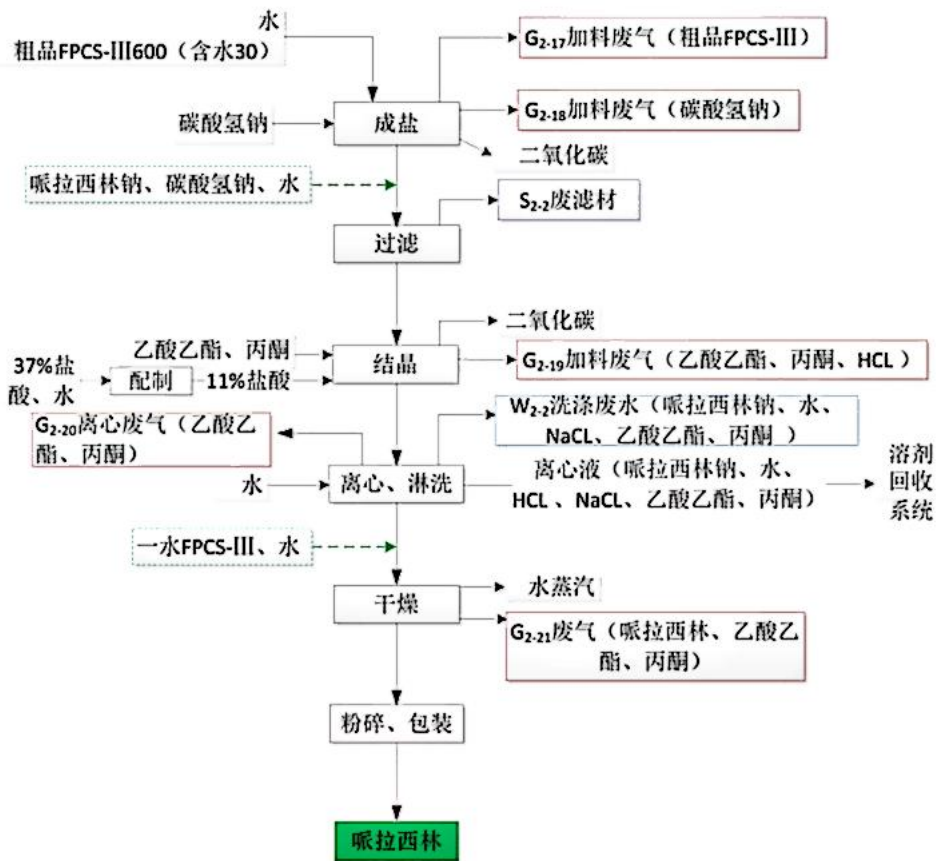 水
粗品FPCS-III600（含水30）
G2-17加料废气（粗品FPCS-III）
碳酸氢钠
成盐
G2-18加料废气（碳酸氢钠）
二氧化碳
哌拉西林钠、碳酸氢钠、水
S2-2废滤材
过滤
二氧化碳
乙酸乙酯、丙酮
结晶
G2-19加料废气（乙酸乙酯、丙酮、HCL）
37%盐
酸、水
配制
11%盐酸
G2-20离心废气（乙酸乙
酯、丙酮）
W2-2洗涤废水（哌拉西林钠、水、
NaCL、乙酸乙酯、丙酮 ）
水
离心、淋洗
离心液（哌拉西林钠、水、
HCL 、NaCL、乙酸乙酯、丙酮）
溶剂
回收
系统
一水FPCS-III、水
干燥
水蒸汽
G2-21废气（哌拉西林、乙酸乙
酯、丙酮）
粉碎、包装
哌拉西林